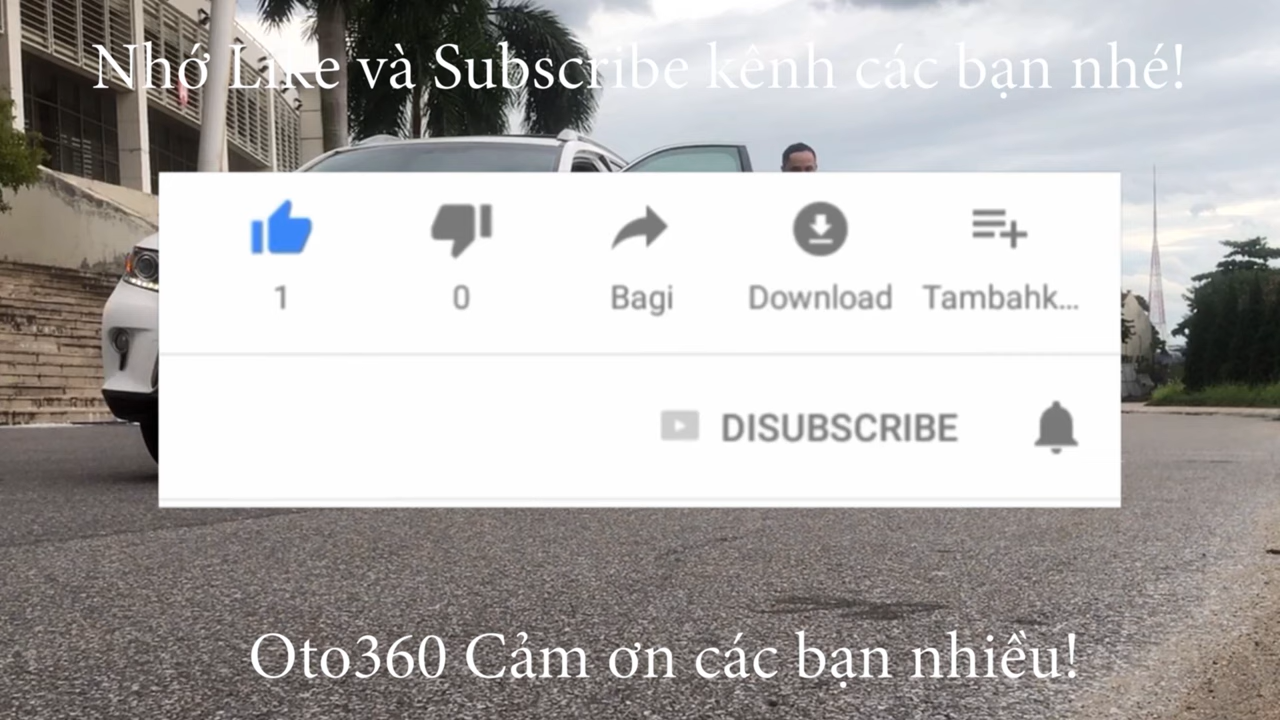 Nhớ Like và Subscribe kênh các bạn nhé!
1 0 Bagi Download Tambahk...
DISUBSCRIBE
Oto360 Cảm ơn các bạn nhiều!